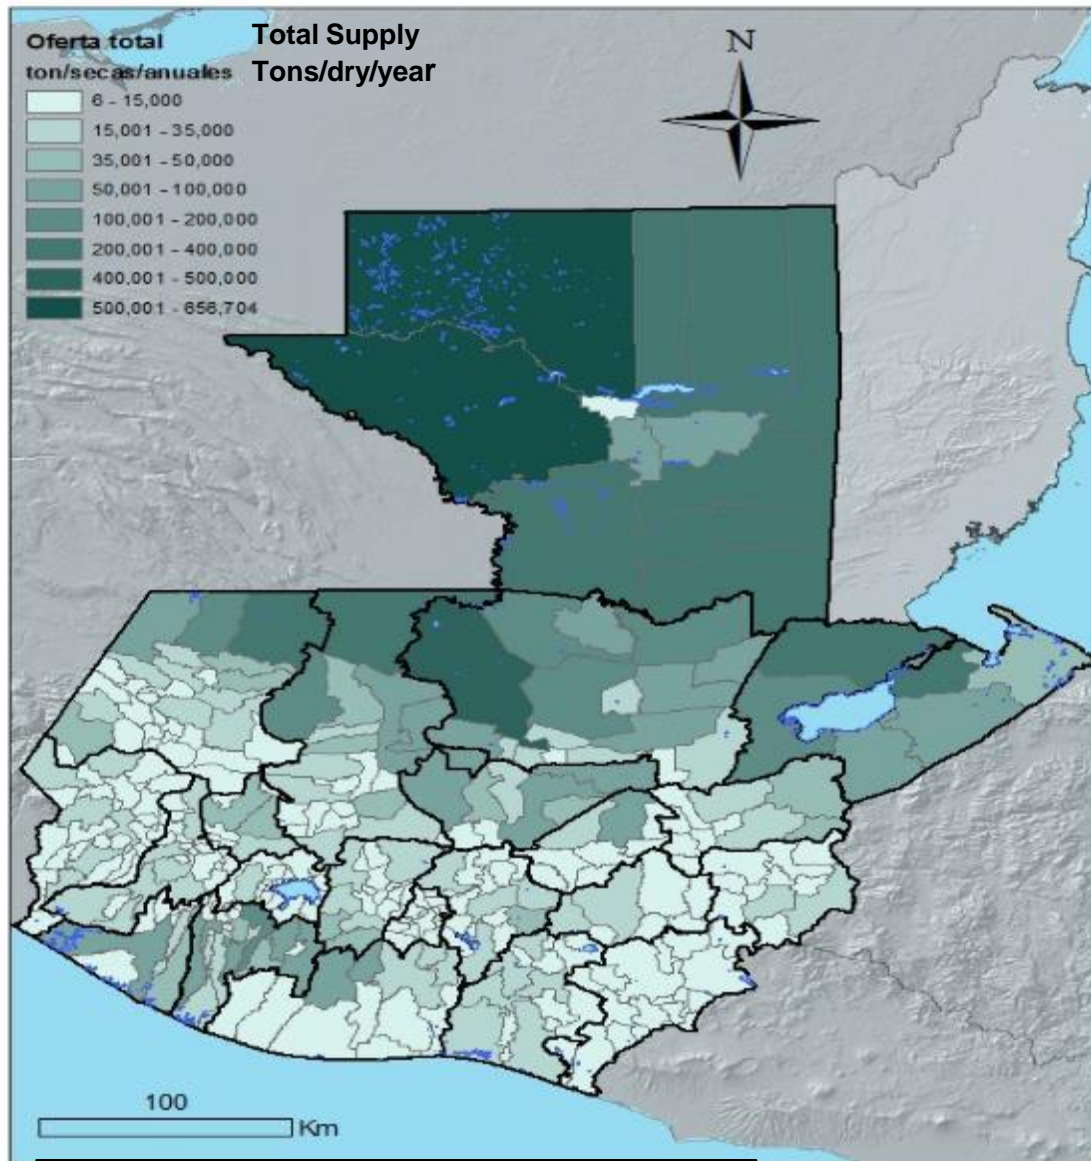 Oferta total
ton/secas/anuales
Total Supply
Tons/dry/year
6 - 15,000
15,001 - 35,000
35,001 - 50,000
50,001 - 100,000
100,001 - 200,000
200,001 - 400,000
400,001 - 500,000
500,001 - 656,704
N
100
Km